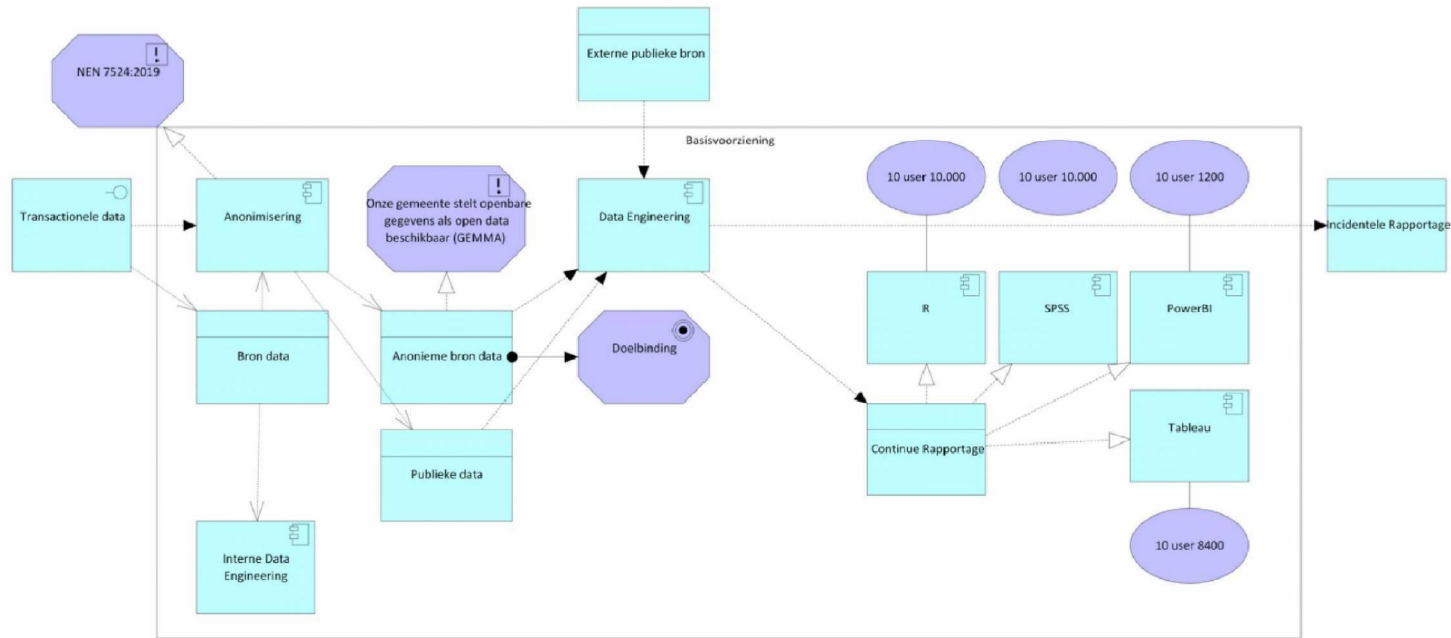 Externe publieke bron
NEN 7524:2019
Basisvoorziening
Transactionele data
Anonimisering
Onze gemeente stelt openbare
gegevens als open data
beschikbaar (GEMMA)
Data Engineering
10 user 10.000
10 user 10.000
10 user 1200
Incidentele Rapportage
Bron data
Anonieme bron data
Doelbinding
R
SPSS
PowerBI
Publieke data
Continue Rapportage
Tableau
Interne Data
Engineering
10 user 8400